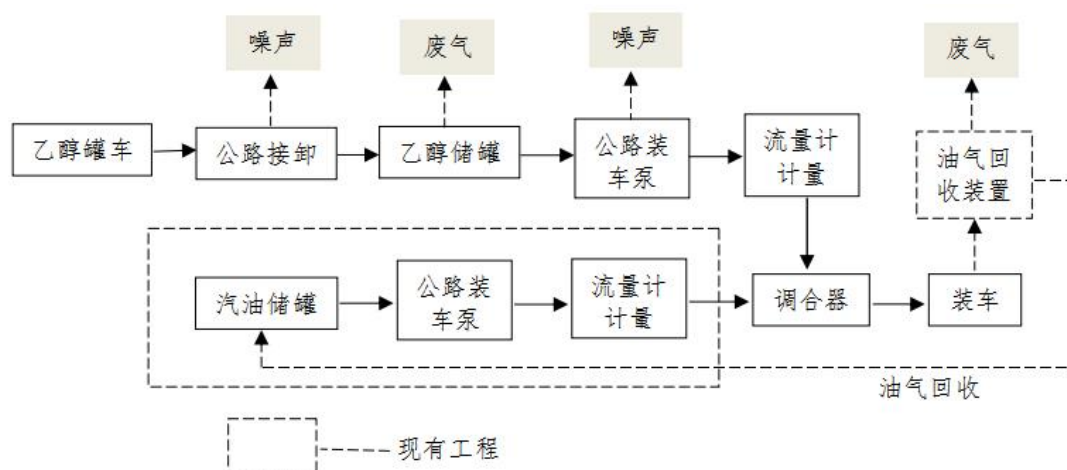 噪声
废气
噪声
废气
乙醇罐车
公路接卸
乙醇储罐
公路装
车泵
流量计
计量
油气回
收装置
汽油储罐
公路装
车泵
流量计
计量
调合器
装车
油气回收
现有工程